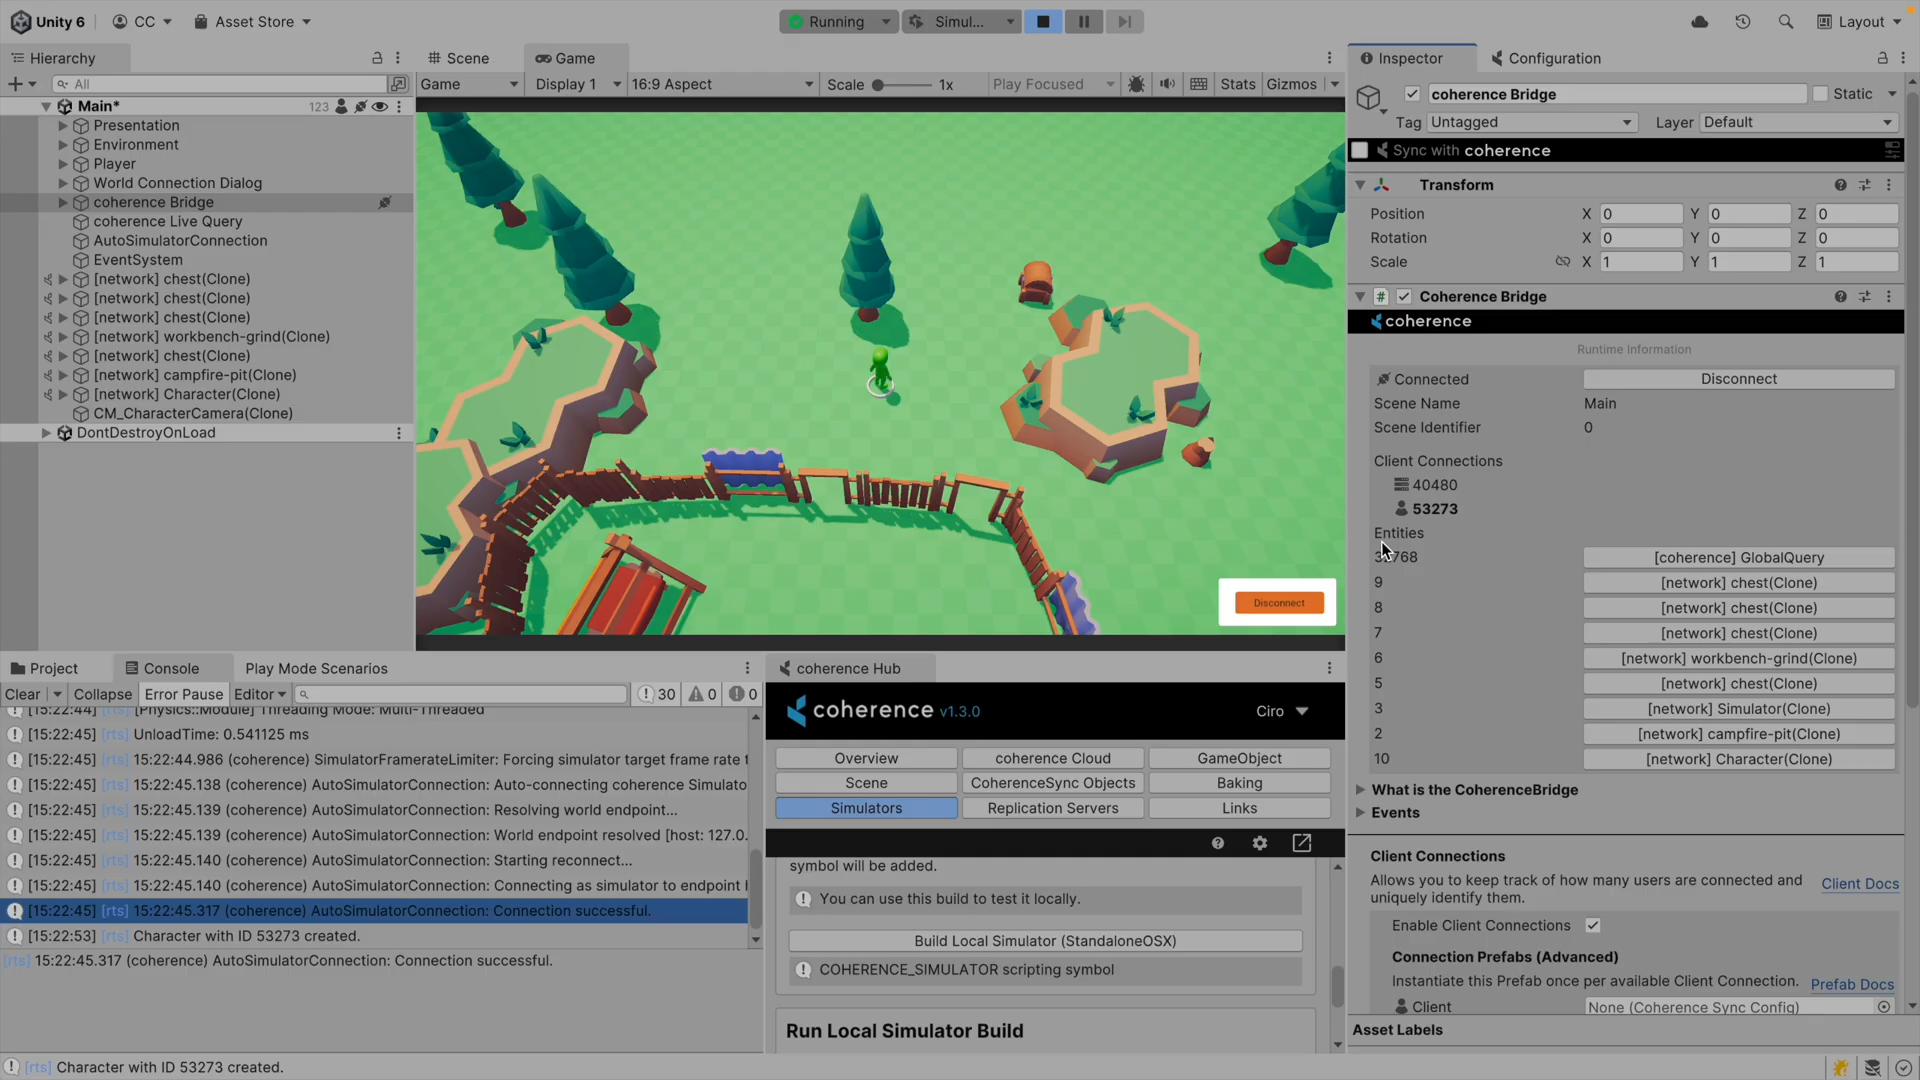 Unity 6
CC
Asset Store
Running
Simul...
Layout
Hierarchy
Scene
Game
Inspector
Configuration
All
Game
Display 1
16:9 Aspect
Scale
1x
Play Focused
Stats
Gizmos
coherence Bridge
Static
Main*
123
Tag
Untagged
Layer
Default
Presentation
Environment
Player
World Connection Dialog
coherence Bridge
coherence Live Query
AutoSimulatorConnection
EventSystem
[network] chest(Clone)
[network] chest(Clone)
[network] chest(Clone)
[network] workbench-grind(Clone)
[network] chest(Clone)
[network] campfire-pit(Clone)
[network] Character(Clone)
CM_CharacterCamera(Clone)
DontDestroyOnLoad
Disconnect
Sync with coherence
Transform
Position X 0 Y 0 Z 0
Rotation X 0 Y 0 Z 0
Scale X 1 Y 1 Z 1
Coherence Bridge
coherence
Runtime Information
Connected Disconnect
Scene Name Main
Scene Identifier 0
Client Connections
40480
53273
Entities
[coherence] GlobalQuery
9 [network] chest(Clone)
8 [network] chest(Clone)
7 [network] chest(Clone)
6 [network] workbench-grind(Clone)
5 [network] chest(Clone)
3 [network] Simulator(Clone)
2 [network] campfire-pit(Clone)
10 [network] Character(Clone)
What is the CoherenceBridge
Events
Client Connections
Allows you to keep track of how many users are connected and
uniquely identify them.
Client Docs
Enable Client Connections
Connection Prefabs (Advanced)
Instantiate this Prefab once per available Client Connection.
Prefab Docs
Client
None (Coherence Sync Config)
Asset Labels
Project
Console
Play Mode Scenarios
Clear
Collapse
Error Pause
Editor
30
0
0
[15:22:44] [rts] [Physics::Module] Threading Mode: Multi-Threaded
[15:22:45] [rts] UnloadTime: 0.541125 ms
[15:22:45] [rts] 15:22:44.986 (coherence) SimulatorFramerateLimiter: Forcing simulator target frame rate t
[15:22:45] [rts] 15:22:45.138 (coherence) AutoSimulatorConnection: Auto-connecting coherence Simulato
[15:22:45] [rts] 15:22:45.139 (coherence) AutoSimulatorConnection: Resolving world endpoint...
[15:22:45] [rts] 15:22:45.139 (coherence) AutoSimulatorConnection: World endpoint resolved [host: 127.0.
[15:22:45] [rts] 15:22:45.140 (coherence) AutoSimulatorConnection: Starting reconnect...
[15:22:45] [rts] 15:22:45.140 (coherence) AutoSimulatorConnection: Connecting as simulator to endpoint
[15:22:45] [rts] 15:22:45.317 (coherence) AutoSimulatorConnection: Connection successful.
[15:22:53] [rts] Character with ID 53273 created.
[rts] 15:22:45.317 (coherence) AutoSimulatorConnection: Connection successful.
coherence Hub
coherence v1.3.0
Ciro
Overview
coherence Cloud
GameObject
Scene
CoherenceSync Objects
Baking
Simulators
Replication Servers
Links
symbol will be added.
You can use this build to test it locally.
Build Local Simulator (StandaloneOSX)
COHERENCE_SIMULATOR scripting symbol
Run Local Simulator Build
[rts] Character with ID 53273 created.